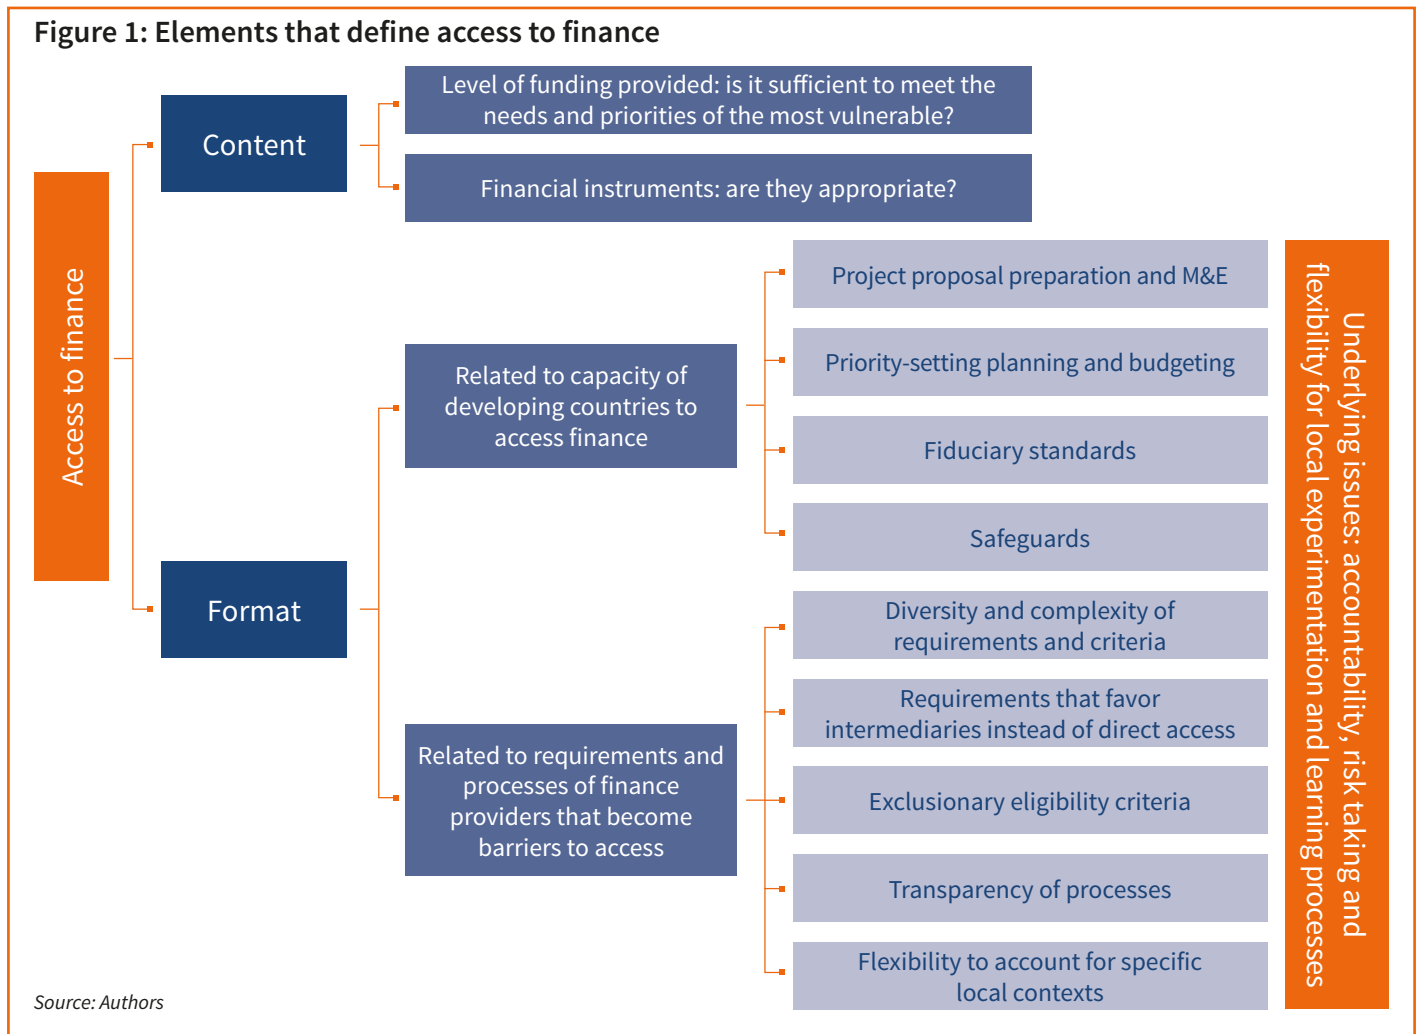 Figure 1: Elements that define access to finance
Access to finance
Content
Level of funding provided: is it sufficient to meet the
needs and priorities of the most vulnerable?
Financial instruments: are they appropriate?
Format
Related to capacity of
developing countries to
access finance
Project proposal preparation and M&E
Priority-setting planning and budgeting
Fiduciary standards
Safeguards
Related to requirements and
processes of finance
providers that become
barriers to access
Diversity and complexity of
requirements and criteria
Requirements that favor
intermediaries instead of direct access
Exclusionary eligibility criteria
Transparency of processes
Flexibility to account for specific
local contexts
Underlying issues: accountability, risk taking and
flexibility for local experimentation and learning processes
Source: Authors